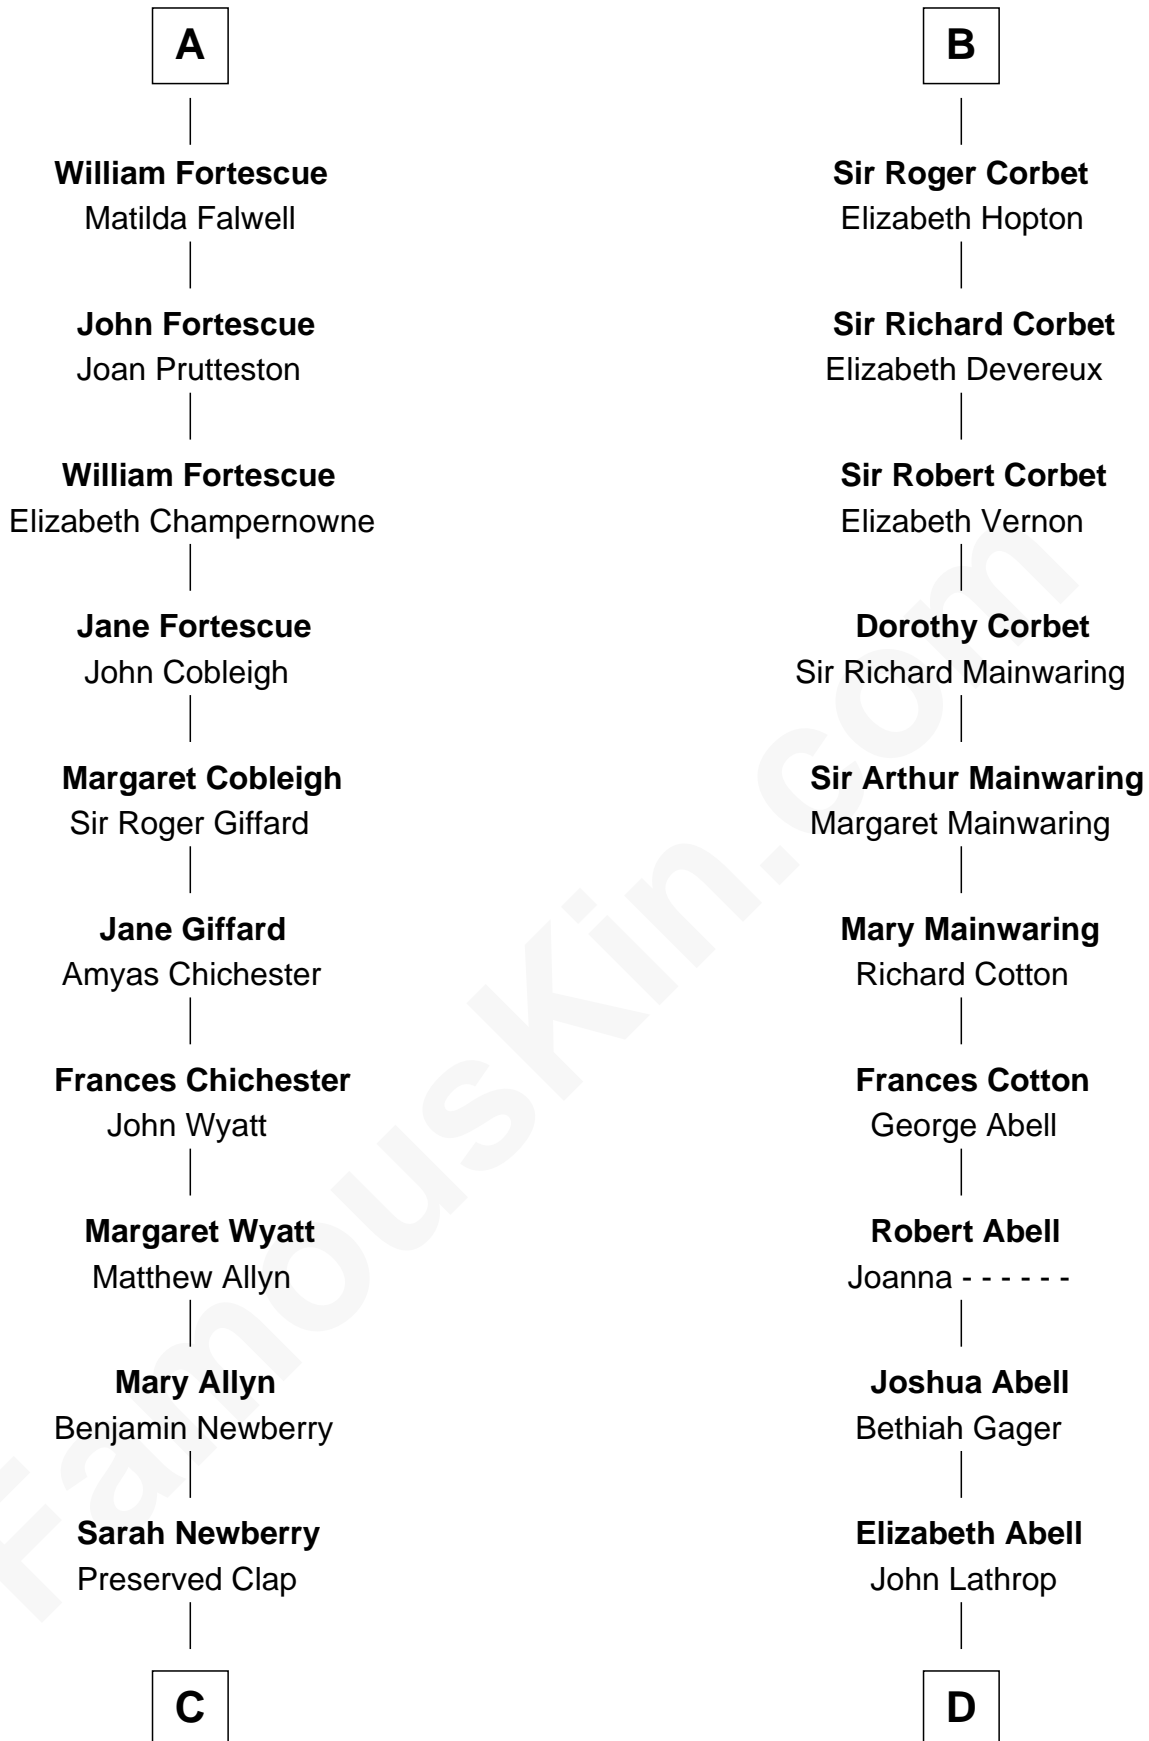 A
William Fortescue
Matilda Falwell
John Fortescue
Joan Prutteston
William Fortescue
Elizabeth Champernowne
Jane Fortescue
John Cobleigh
Margaret Cobleigh
Sir Roger Giffard
Jane Giffard
Amyas Chichester
Frances Chichester
John Wyatt
Margaret Wyatt
Matthew Allyn
Mary Allyn
Benjamin Newberry
Sarah Newberry
Preserved Clap
C
B
Sir Roger Corbet
Elizabeth Hopton
Sir Richard Corbet
Elizabeth Devereux
Sir Robert Corbet
Elizabeth Vernon
Dorothy Corbet
Sir Richard Mainwaring
Sir Arthur Mainwaring
Margaret Mainwaring
Mary Mainwaring
Richard Cotton
Frances Cotton
George Abell
Robert Abell
Joanna - - - - - -
Joshua Abell
Bethiah Gager
Elizabeth Abell
John Lathrop
D
FamousKin.com